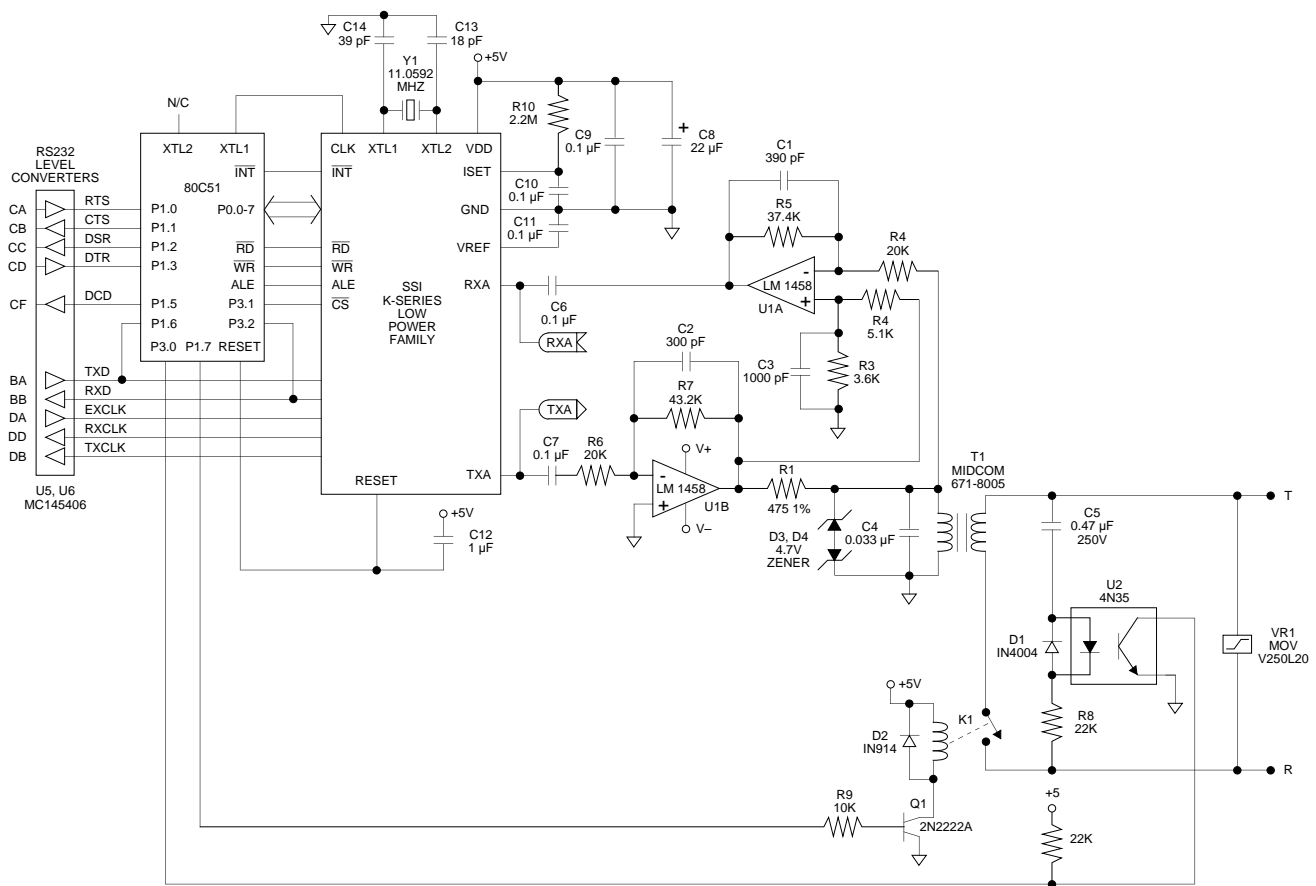 C14
39 pF
C13
18 pF
Y1
11.0592
MHZ
+5V
N/C
R10
2.2M
C9
0.1 µF
+
C8
22 µF
C1
390 pF
RS232
LEVEL
CONVERTERS
XTL2
XTL1
CLK
XTL1
XTL2
VDD
INT
INT
ISET
80C51
C10
0.1 µF
R5
37.4K
CA
RTS
P1.0
P0.0-7
GND
CB
CTS
P1.1
C11
0.1 µF
R4
20K
CC
DSR
P1.2
RD
RD
VREF
CD
DTR
P1.3
WR
WR
ALE
ALE
SSI
K-SERIES
LOW
POWER
FAMILY
RXA
-
LM 1458
+
U1A
CF
DCD
P1.5
P3.1
CS
C6
0.1 µF
R4
5.1K
P1.6
P3.2
P3.0
P1.7
RESET
RXA
C2
300 pF
C3
1000 pF
R3
3.6K
BA
TXD
BB
RXD
R7
43.2K
DA
EXCLK
TXA
DD
RXCLK
DB
TXCLK
C7
0.1 µF
R6
20K
V+
T1
MIDCOM
671-8005
RESET
TXA
-
LM 1458
+
U1B
V–
R1
475 1%
U5, U6
MC145406
T
+5V
C12
1 µF
D3, D4
4.7V
ZENER
C4
0.033 µF
C5
0.47 µF
250V
U2
4N35
D1
IN4004
VR1
MOV
V250L20
+5V
K1
R8
22K
D2
IN914
R
R9
10K
Q1
2N2222A
+5
22K